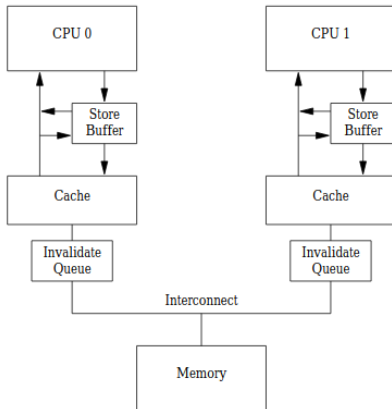 CPU 0
CPU 1
Store
Buffer
Store
Buffer
Cache
Cache
Invalidate
Queue
Invalidate
Queue
Interconnect
Memory